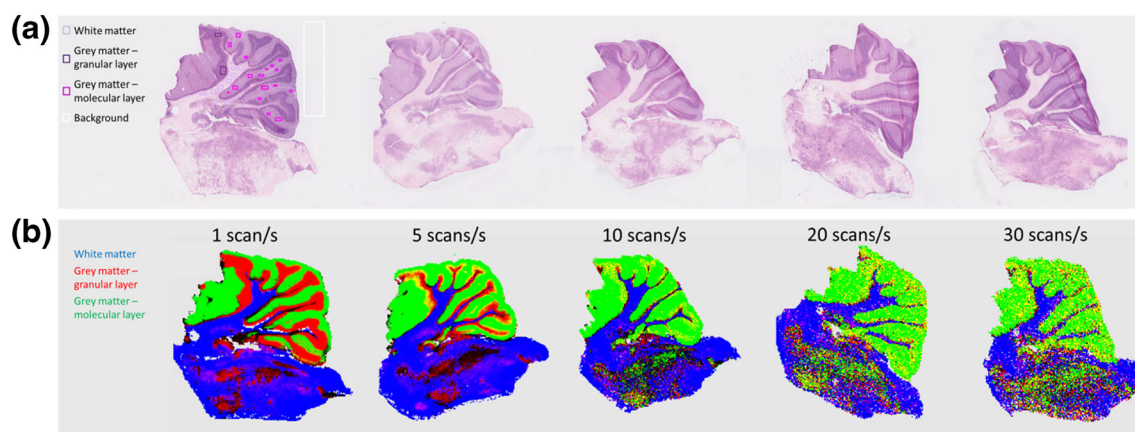 (a)
White matter
Grey matter –
granular layer
Grey matter –
molecular layer
Background
(b)
1 scan/s
5 scans/s
10 scans/s
20 scans/s
30 scans/s
White matter
Grey matter –
granular layer
Grey matter –
molecular layer